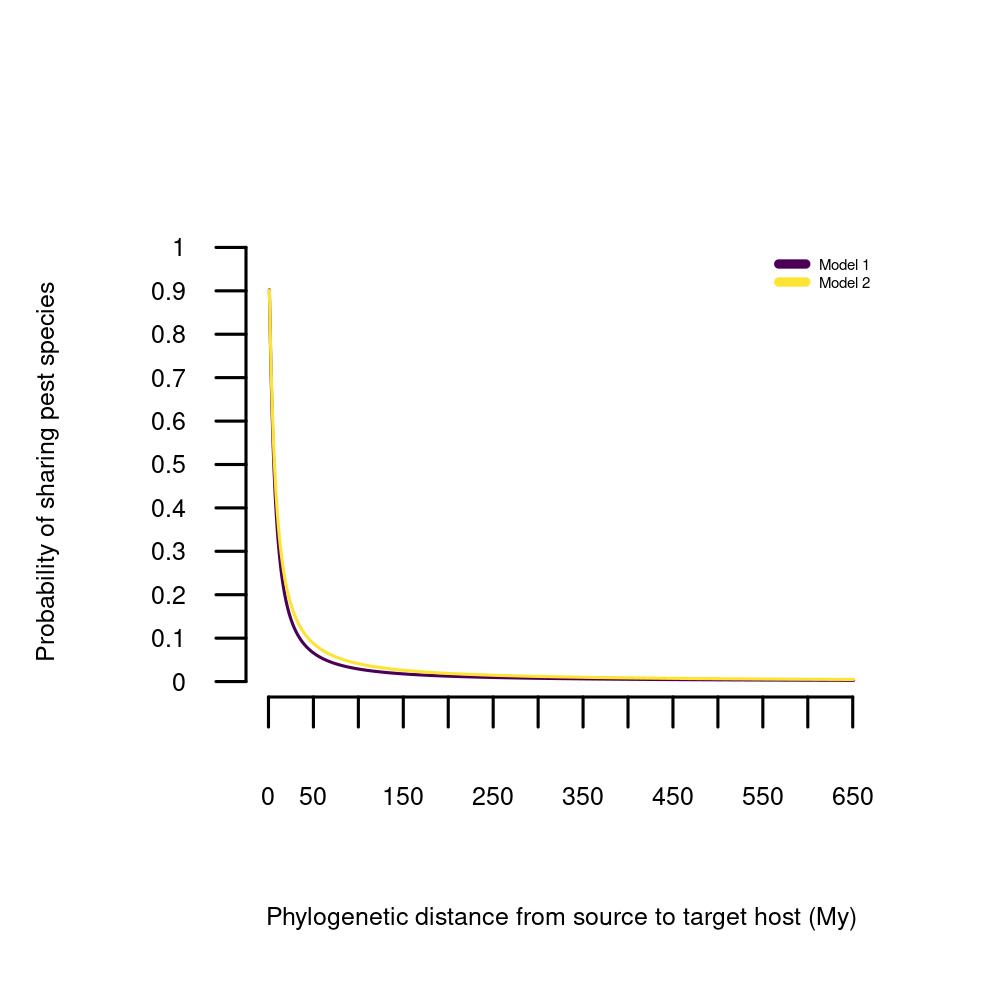 Probability of sharing pest species
1
0.9
0.8
0.7
0.6
0.5
0.4
0.3
0.2
0.1
0
Model 1
Model 2
0 50 150 250 350 450 550 650
Phylogenetic distance from source to target host (My)